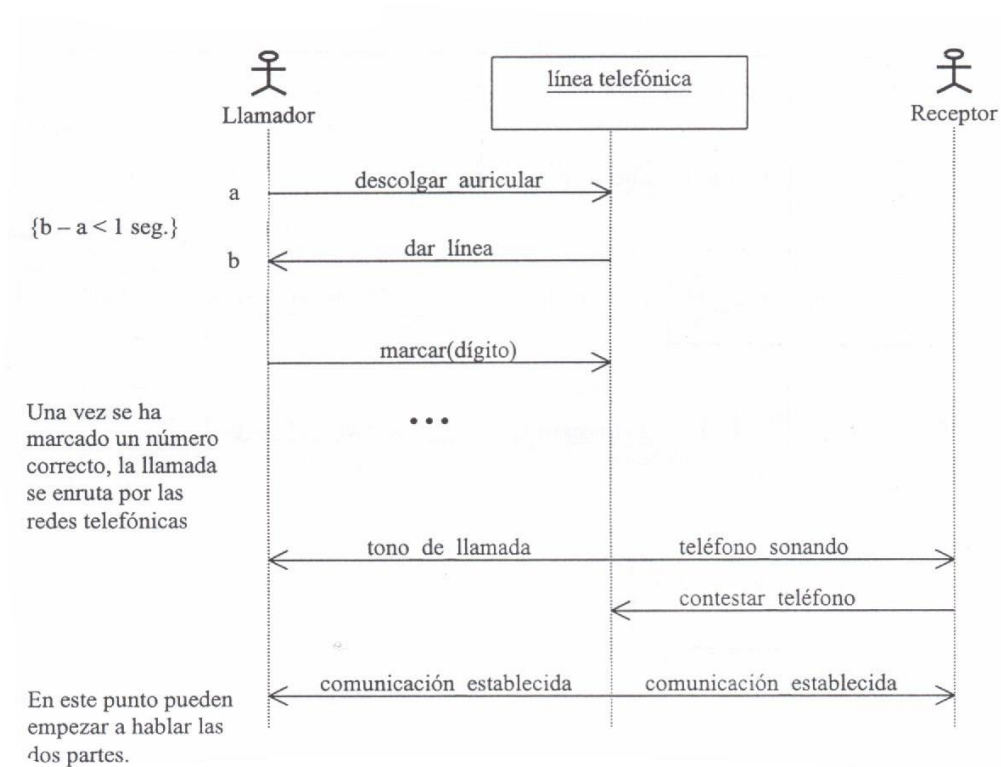 línea telefónica
Llamador
Receptor
descolgar auricular
a
{b – a < 1 seg.}
dar línea
b
marcar(dígito)
Una vez se ha
marcado un número
correcto, la llamada
se enruta por las
redes telefónicas
...
tono de llamada
teléfono sonando
contestar teléfono
comunicación establecida
comunicación establecida
En este punto pueden
empezar a hablar las
dos partes.